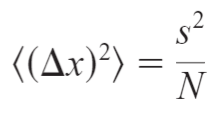 ⟨(Δx)²⟩ = s²/N